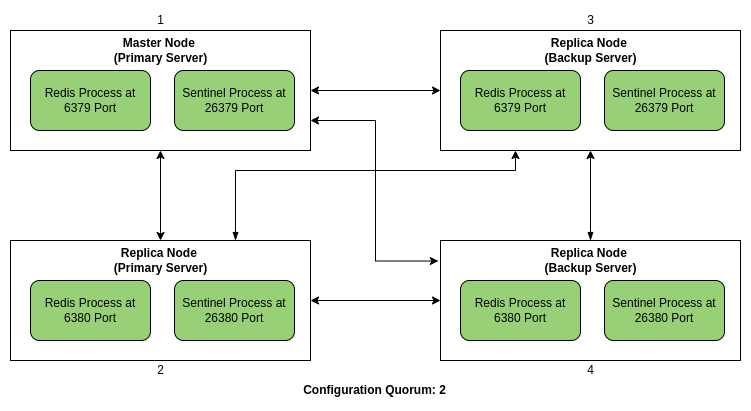 1
Master Node
(Primary Server)
Redis Process at
6379 Port
Sentinel Process at
26379 Port
3
Replica Node
(Backup Server)
Redis Process at
6379 Port
Sentinel Process at
26379 Port
Replica Node
(Primary Server)
Redis Process at
6380 Port
Sentinel Process at
26380 Port
2
Replica Node
(Backup Server)
Redis Process at
6380 Port
Sentinel Process at
26380 Port
4
Configuration Quorum: 2